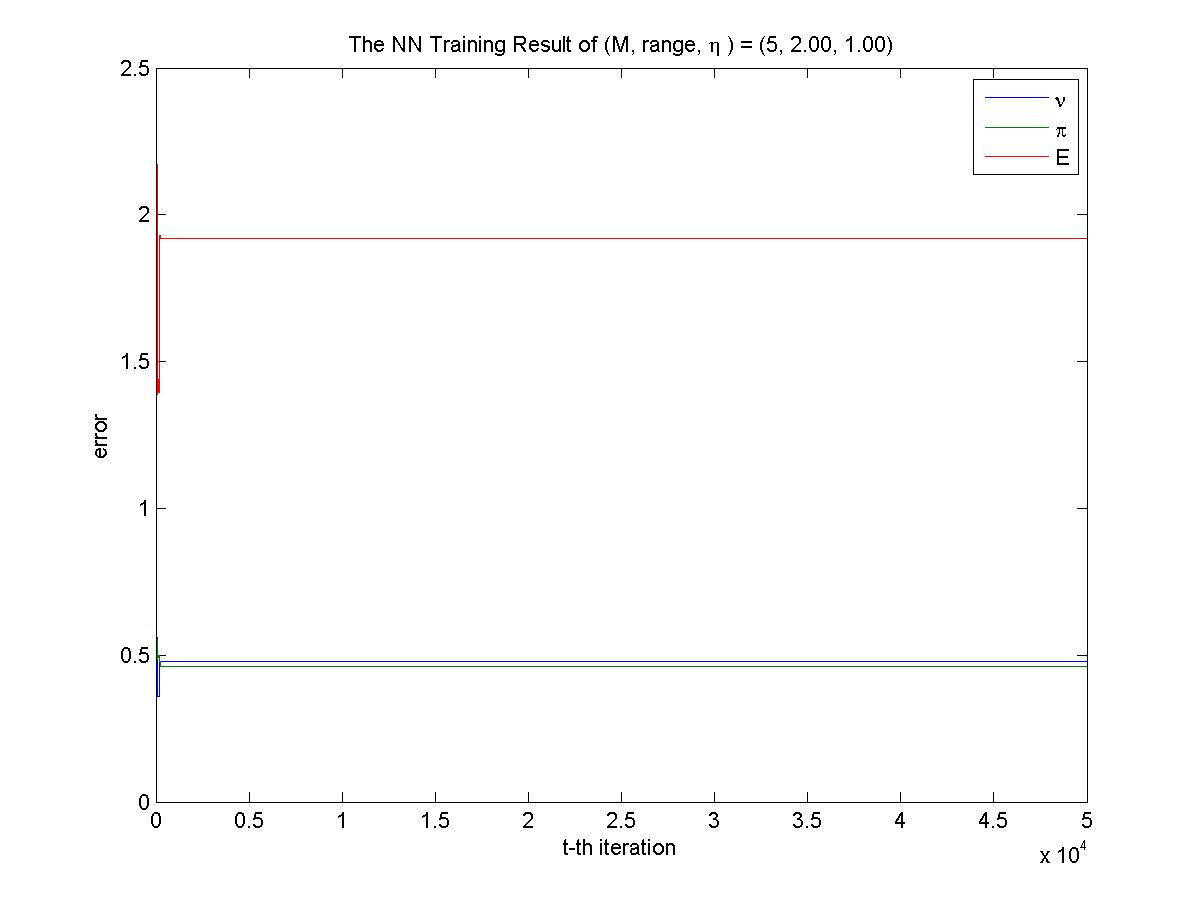 The NN Training Result of (M, range, η ) = (5, 2.00, 1.00)
2.5
ν
π
E
2
1.5
error
1
0.5
0
0 0.5 1 1.5 2 2.5 3 3.5 4 4.5 5
t-th iteration
x 10^4